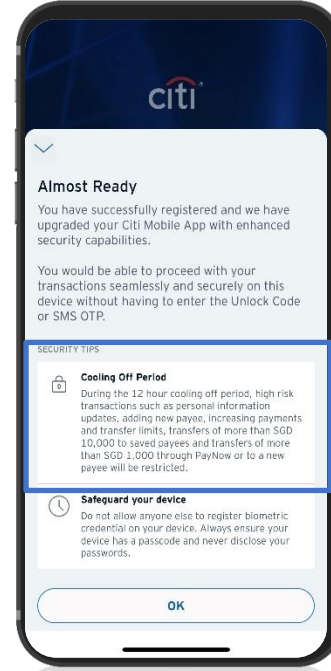 citi
Almost Ready
You have successfully registered and we have
upgraded your Citi Mobile App with enhanced
security capabilities.
You would be able to proceed with your
transactions seamlessly and securely on this
device without having to enter the Unlock Code
or SMS OTP.
SECURITY TIPS
Cooling Off Period
During the 12 hour cooling off period, high risk
transactions such as personal information
updates, adding new payee, increasing payments
and transfer limits, transfers of more than SGD
10,000 to saved payees and transfers of more
than SGD 1,000 through PayNow or to a new
payee will be restricted.
Safeguard your device
Do not allow anyone else to register biometric
credential on your device. Always ensure your
device has a passcode and never disclose your
passwords.
OK